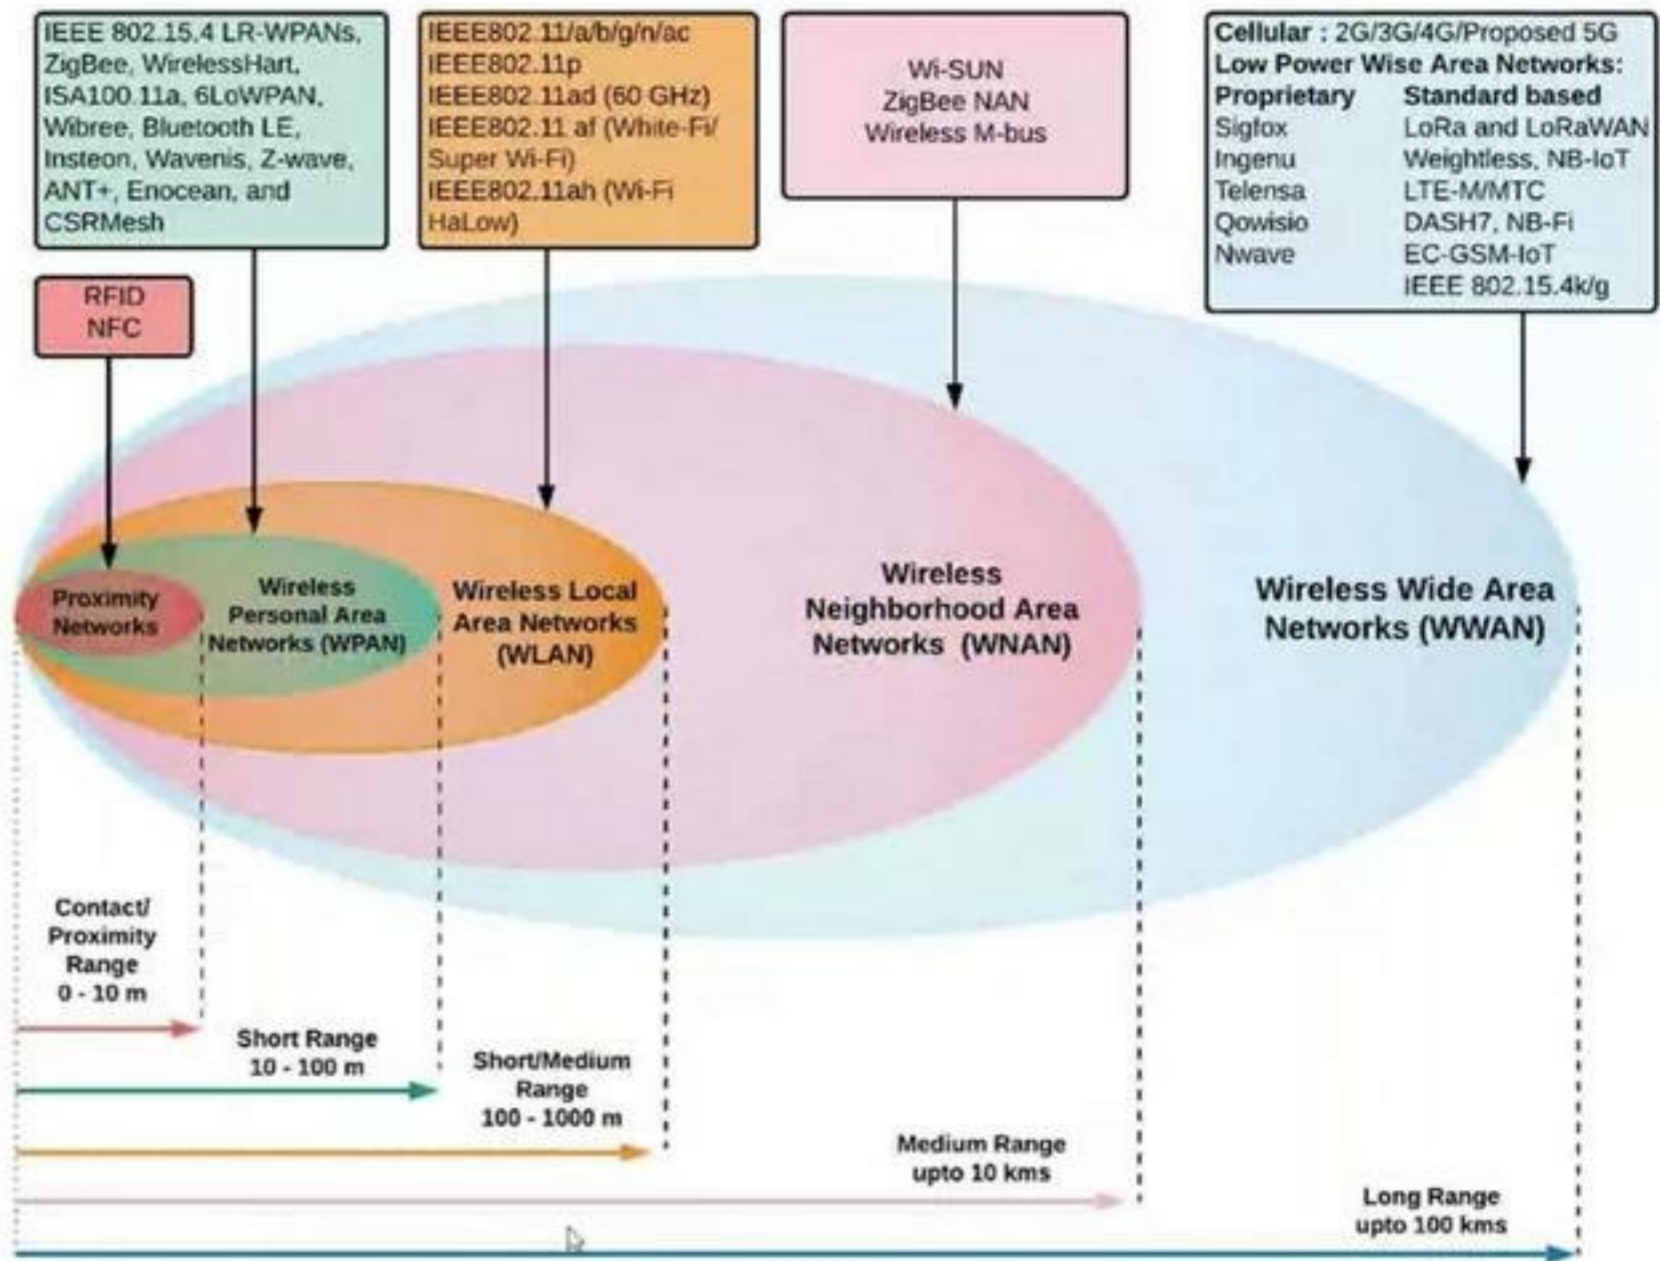 IEEE 802.15.4 LR-WPANs,
ZigBee, WirelessHart,
ISA100.11a, 6LoWPAN,
Wibree, Bluetooth LE,
Insteon, Wavenis, Z-wave,
ANT+, Enocean, and
CSRMesh
IEEE802.11/a/b/g/n/ac
IEEE802.11p
IEEE802.11ad (60 GHz)
IEEE802.11 af (White-Fi/
Super Wi-Fi)
IEEE802.11ah (Wi-Fi
HaLow)
Wi-SUN
ZigBee NAN
Wireless M-bus
Cellular : 2G/3G/4G/Proposed 5G
Low Power Wise Area Networks:
Proprietary Standard based
Sigfox LoRa and LoRaWAN
Ingenu Weightless, NB-IoT
Telensa LTE-M/MTC
Qowisio DASH7, NB-Fi
Nwave EC-GSM-IoT
IEEE 802.15.4k/g
RFID
NFC
Proximity
Networks
Wireless
Personal Area
Networks (WPAN)
Wireless Local
Area Networks
(WLAN)
Wireless
Neighborhood Area
Networks (WNAN)
Wireless Wide Area
Networks (WWAN)
Contact/
Proximity
Range
0 - 10 m
Short Range
10 - 100 m
Short/Medium
Range
100 - 1000 m
Medium Range
upto 10 kms
Long Range
upto 100 kms